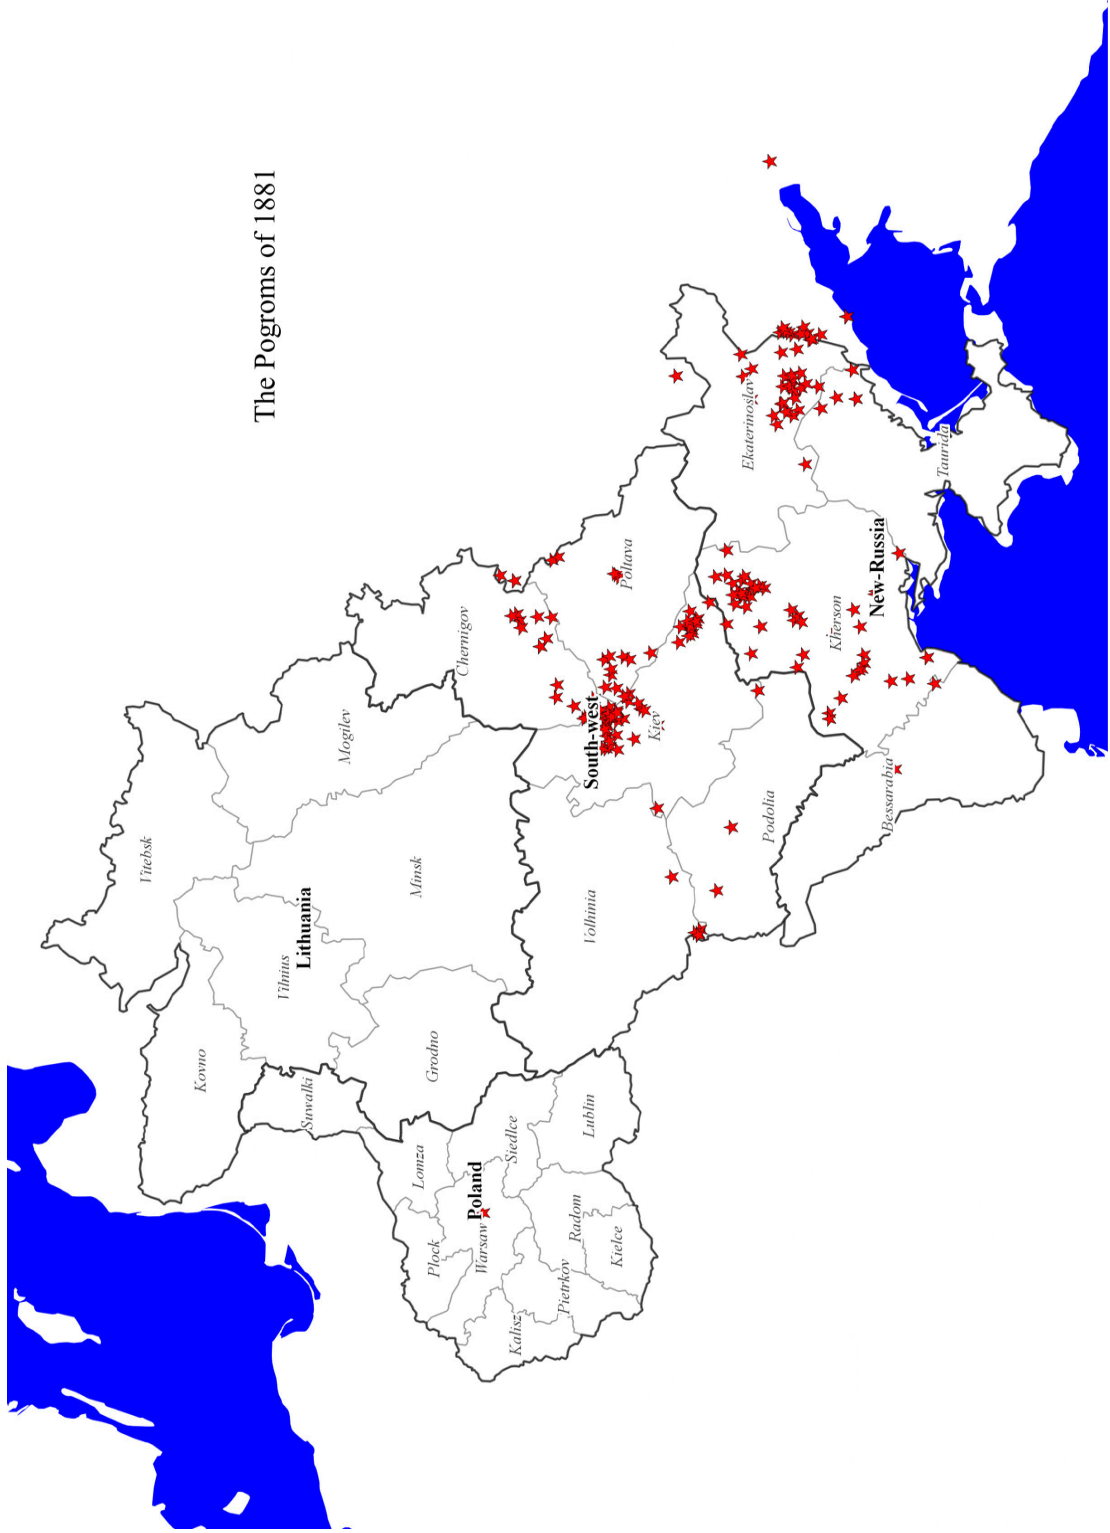 The Pogroms of 1881
Vitebsk
Kovno
Vilnius
Lithuania
Mogilev
Suwalki
Minsk
Grodno
Chernigov
Lomza
Plock
Poland
Warsaw
Siedlce
Kalisz
Lublin
Radom
Pietrkov
Kielce
Volhinia
South-west
Kiev
Poltava
Podolia
Ekaterinoslav
Kherson
New-Russia
Bessarabia
Taurida